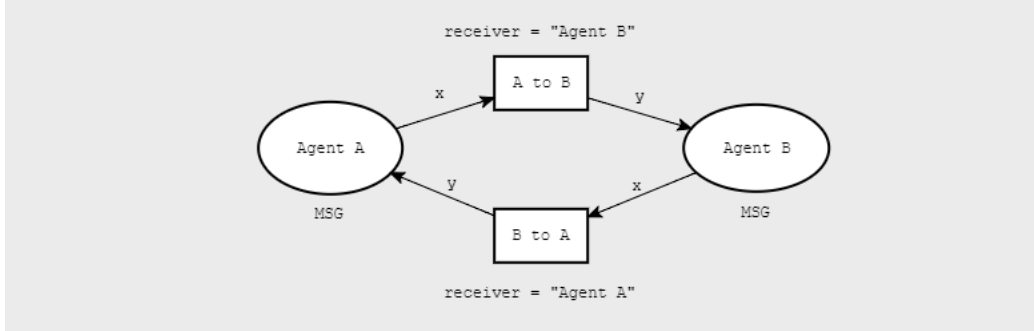 receiver = "Agent B"
A to B
x
y
Agent A
Agent B
y
x
MSG
MSG
B to A
receiver = "Agent A"